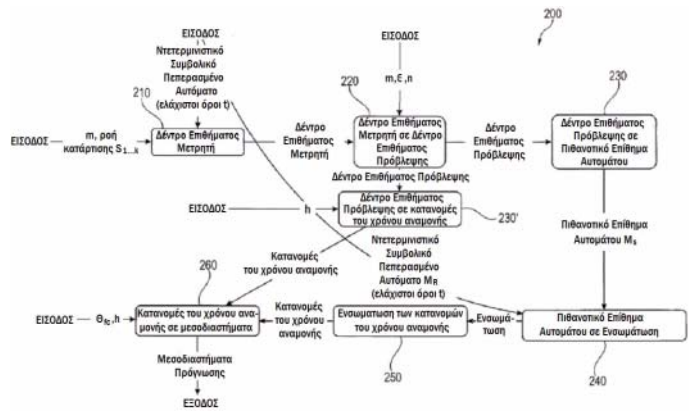 200
ΕΙΣΟΔΟΣ
Ντετερμινιστικό
Συμβολικό
Πεπερασμένο
Αυτόματο
(ελάχιστοι όροι t)
ΕΙΣΟΔΟΣ
m,Є,n
210
220
230
ΕΙΣΟΔΟΣ
m, ροή
κατάρτισης S1...k
Δέντρο Επιθήματος
Μετρητή
Δέντρο
Επιθήματος
Μετρητή
Δέντρο Επιθήματος
Μετρητή σε Δέντρο
Επιθήματος
Πρόβλεψης
Δέντρο
Επιθήματος
Πρόβλεψης
Δέντρο Επιθήματος
Πρόβλεψης σε
Πιθανοτικό Επίθημα
Αυτομάτου
Δέντρο Επιθήματος Πρόβλεψης
ΕΙΣΟΔΟΣ
h
Δέντρο Επιθήματος
Πρόβλεψης σε κατανομές
του χρόνου αναμονής
230'
Πιθανοτικό Επίθημα
Αυτομάτου Ms
Ντετερμινιστικό
Συμβολικό
Πεπερασμένο
Αυτόματο MR
(ελάχιστοι όροι t)
Κατανομές
του χρόνου αναμονής
260
ΕΙΣΟΔΟΣ
Θfc,h
Κατανομές του χρόνου ανα-
μονής σε μεσοδιαστήματα
Κατανομές
του χρόνου
αναμονής
Ενσωματωση των κατανομών
του χρόνου αναμονής
Ενσωμά-
τωση
Πιθανοτικό Επίθημα
Αυτομάτου σε Ενσωμάτωση
250
240
Μεσοδιαστήματα
Πρόγνωσης
ΕΞΟΔΟΣ